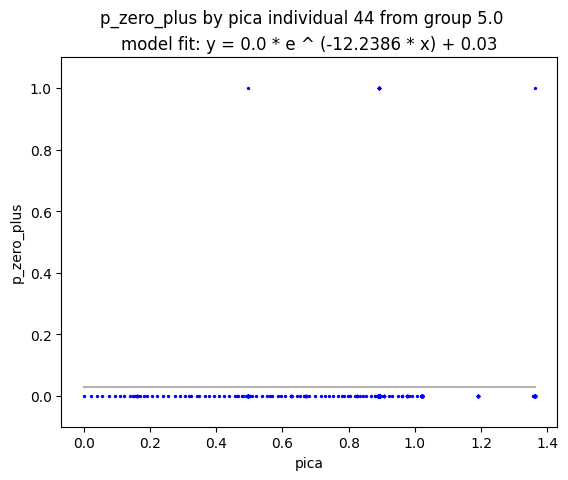 p_zero_plus by pica individual 44 from group 5.0
model fit: y = 0.0 * e ^ (-12.2386 * x) + 0.03
1.0
0.8
0.6
0.4
0.2
0.0
p_zero_plus
0.0 0.2 0.4 0.6 0.8 1.0 1.2 1.4
pica